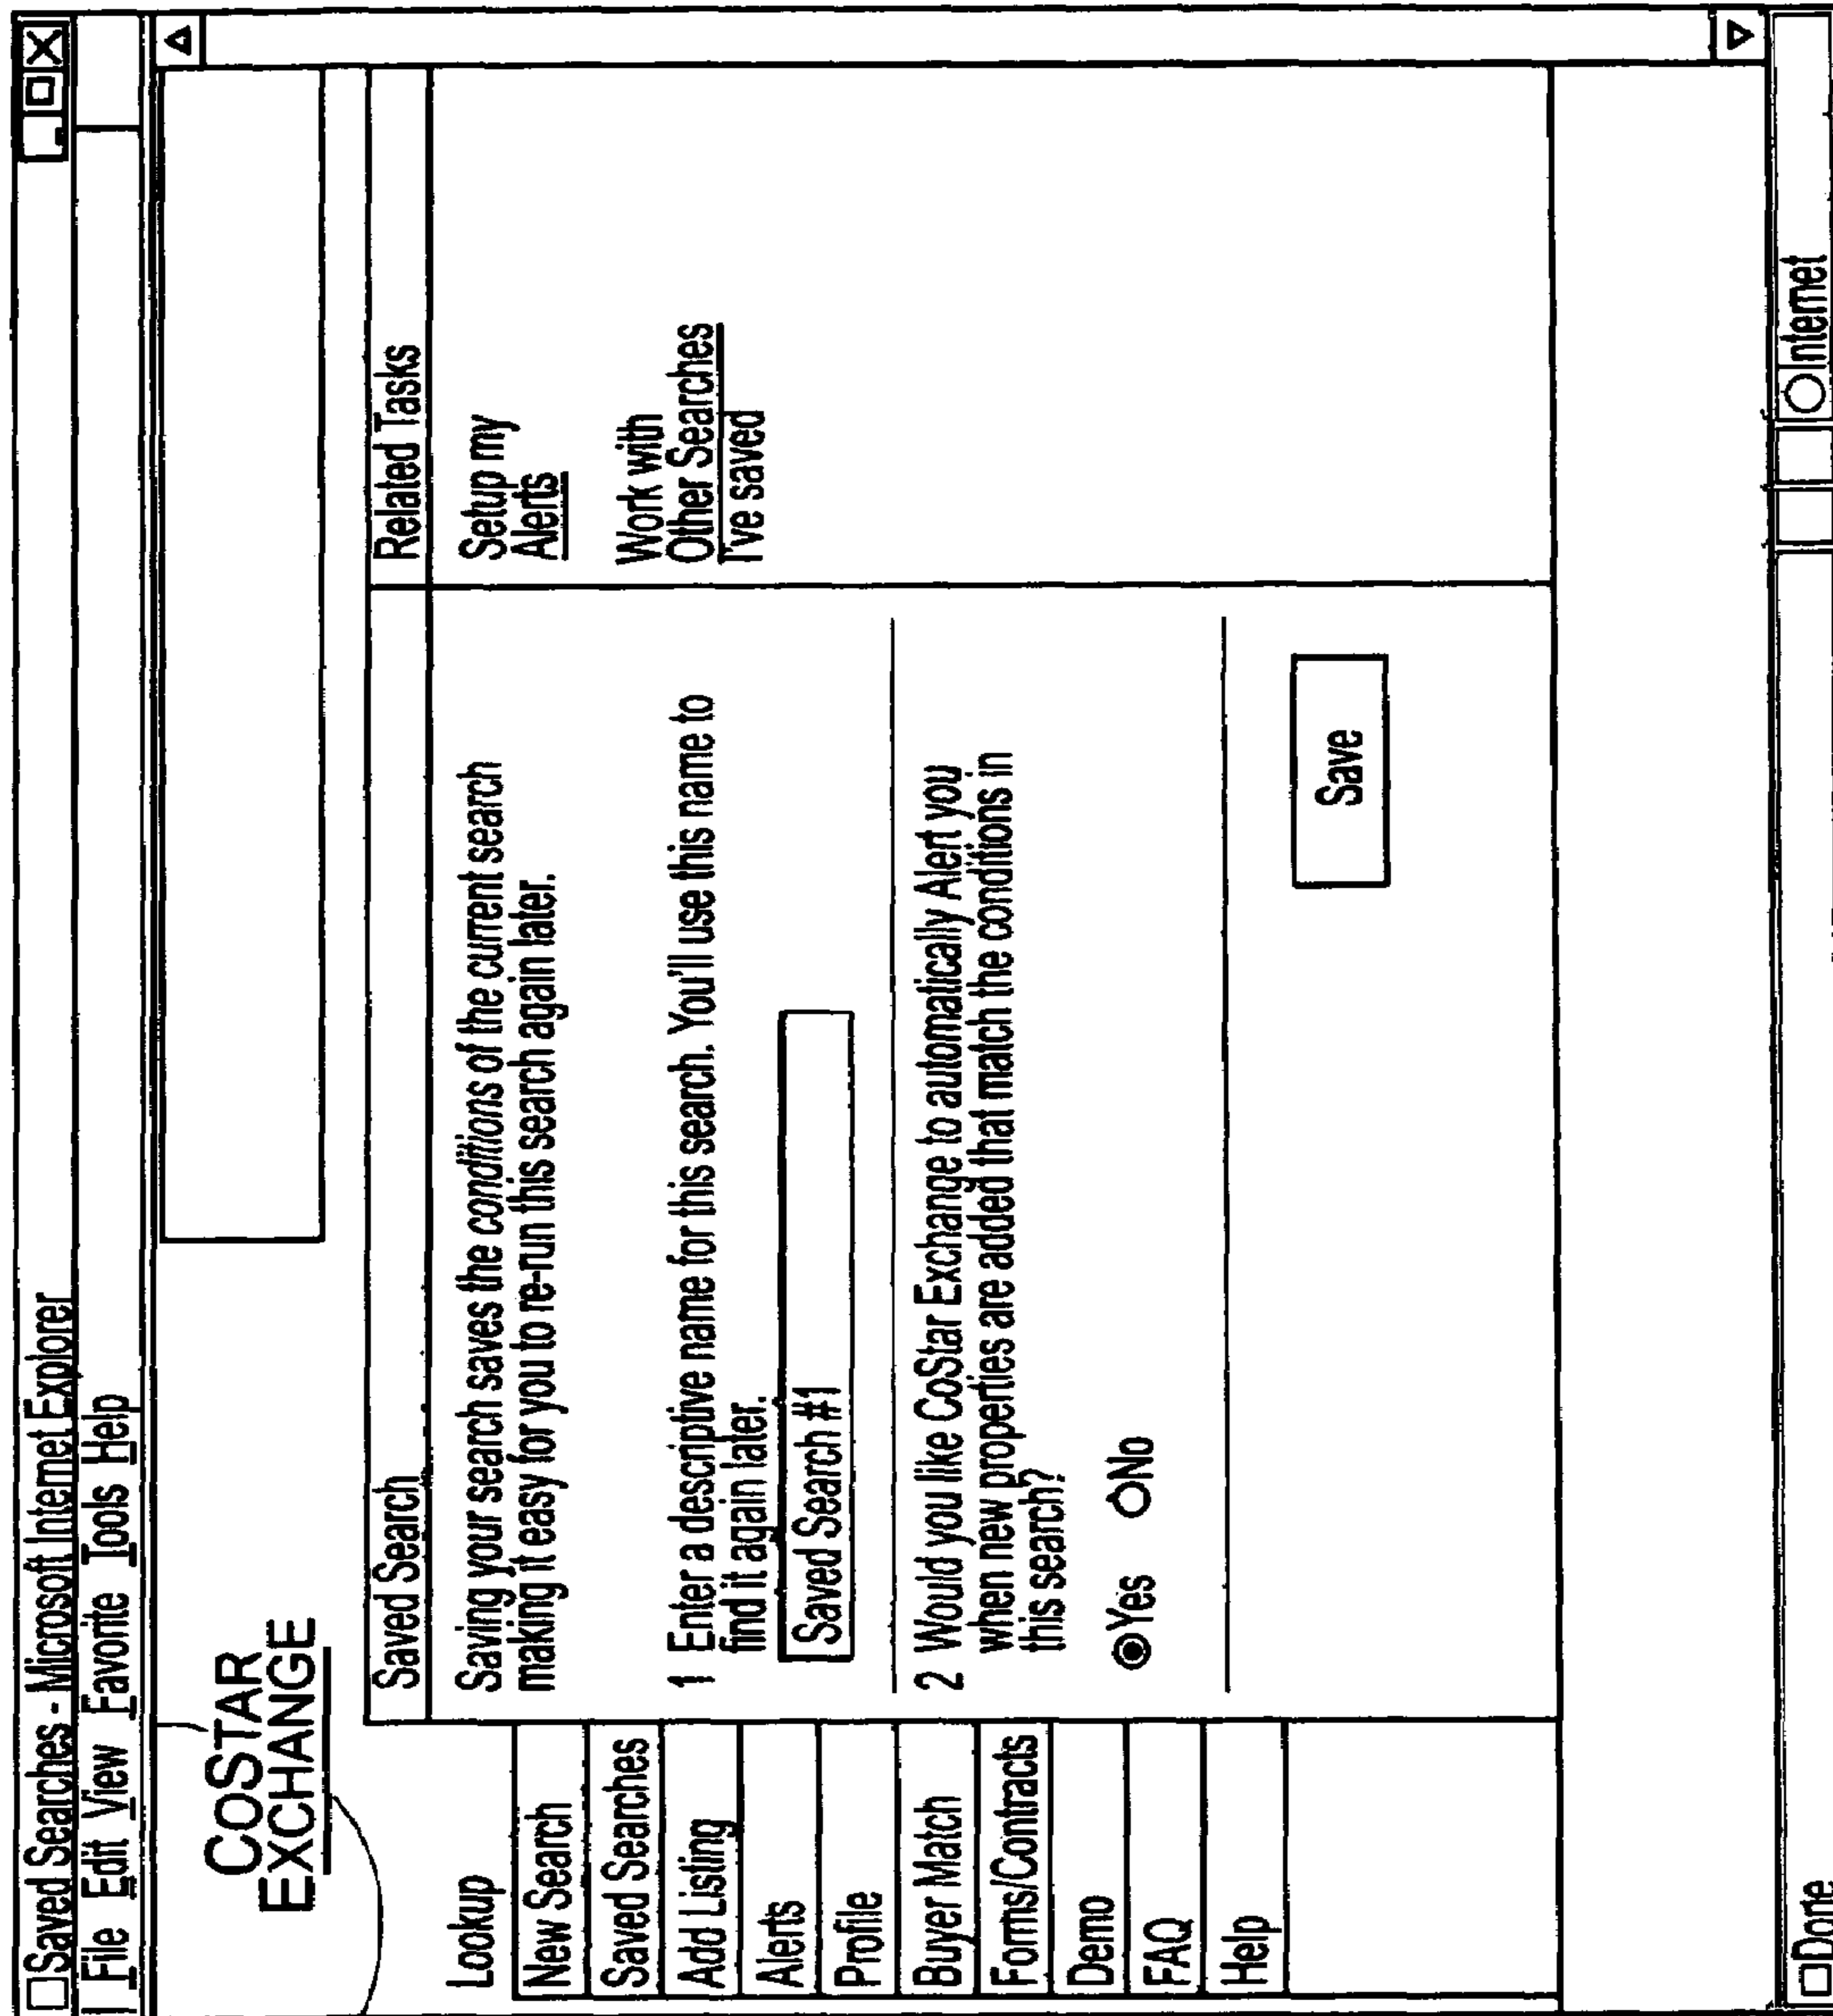 Saved Searches - Microsoft Internet Explorer
File Edit View Favorite Tools Help
COSTAR
EXCHANGE
Lookup
New Search
Saved Searches
Add Listing
Alerts
Profile
Buyer Match
Forms/Contracts
Demo
FAQ
Help
Saved Search
Saving your search saves the conditions of the current search
making it easy for you to re-run this search again later.
1 Enter a descriptive name for this search. You'll use this name to
find it again later.
Saved Search #1
2 Would you like CoStar Exchange to automatically Alert you
when new properties are added that match the conditions in
this search?
Yes No
Save
Related Tasks
Setup my
Alerts
Work with
Other Searches
I've saved
Done
Internet